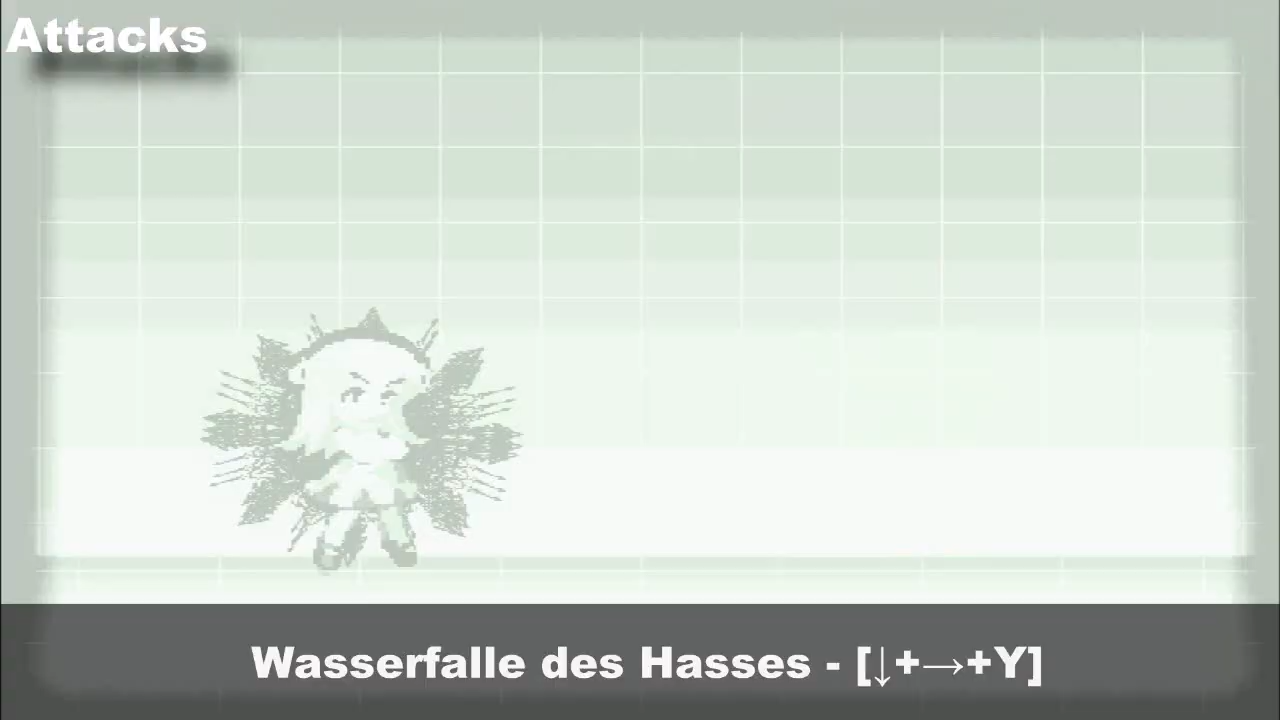 Attacks
Wasserfalle des Hasses - [↓+→+Y]